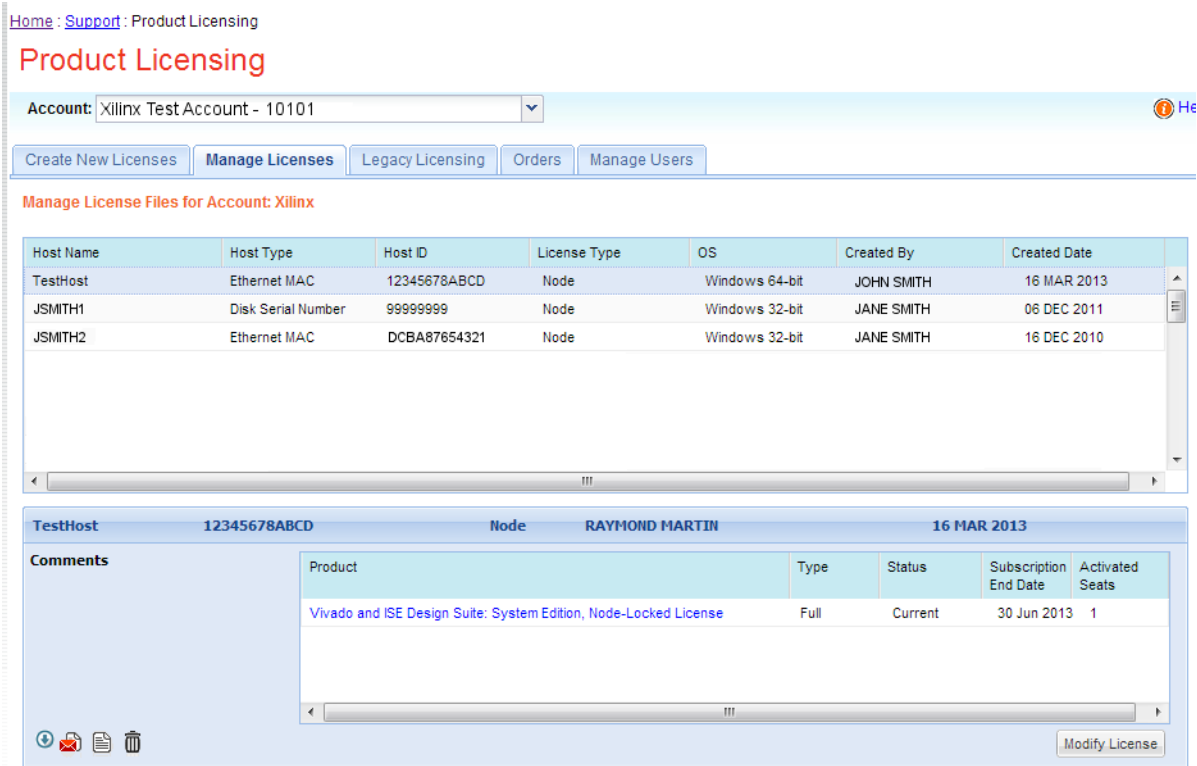 Home : Support : Product Licensing
Product Licensing
Account: Xilinx Test Account - 10101
He
Create New Licenses Manage Licenses Legacy Licensing Orders Manage Users
Manage License Files for Account: Xilinx
Host Name Host Type Host ID License Type OS Created By Created Date
TestHost Ethernet MAC 12345678ABCD Node Windows 64-bit JOHN SMITH 16 MAR 2013
JSMITH1 Disk Serial Number 99999999 Node Windows 32-bit JANE SMITH 06 DEC 2011
JSMITH2 Ethernet MAC DCBA87654321 Node Windows 32-bit JANE SMITH 16 DEC 2010
TestHost 12345678ABCD Node RAYMOND MARTIN 16 MAR 2013
Comments
Product Type Status Subscription End Date Activated Seats
Vivado and ISE Design Suite: System Edition, Node-Locked License Full Current 30 Jun 2013 1
Modify License